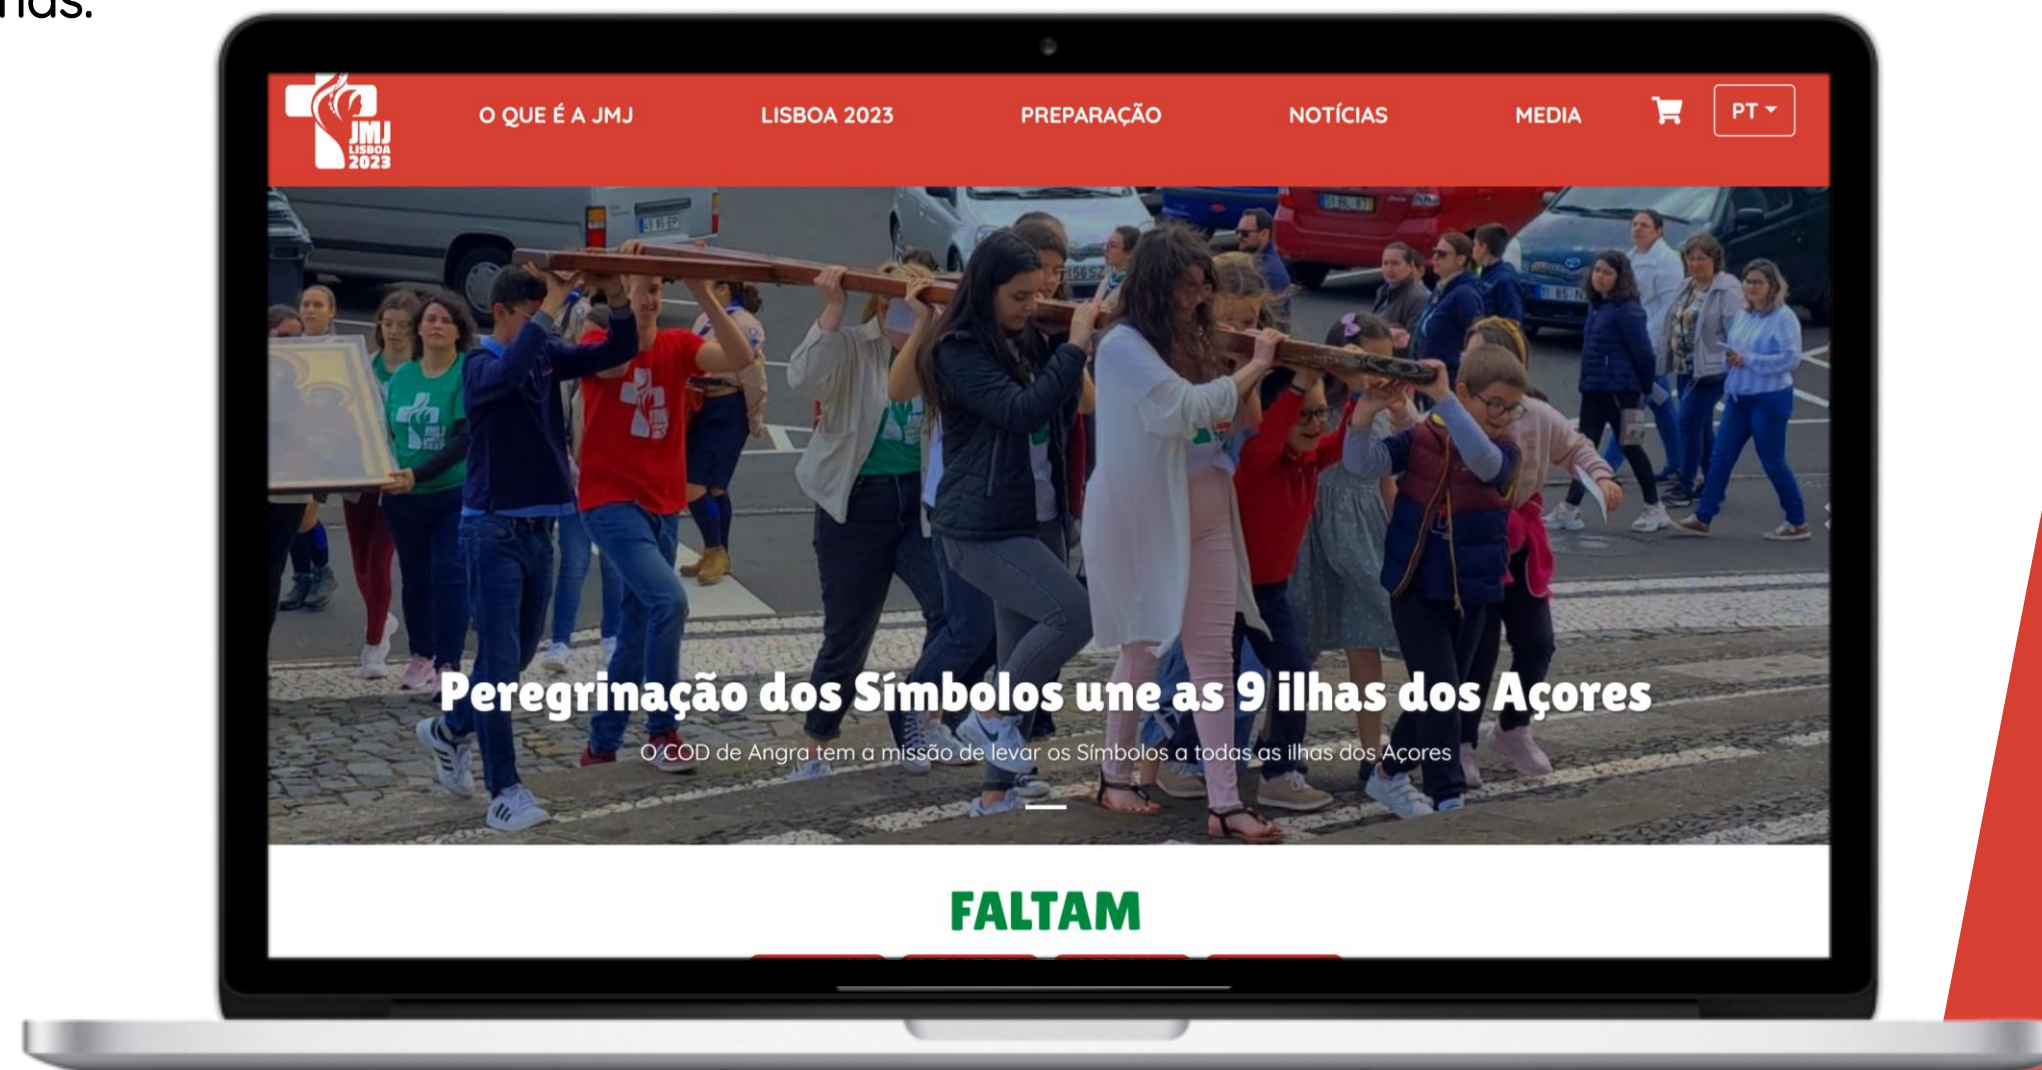 O QUE É A JMJ
LISBOA 2023
PREPARAÇÃO
NOTÍCIAS
MEDIA
PT
JMJ
LISBOA
2023
Peregrinação dos Símbolos une as 9 ilhas dos Açores
O COD de Angra tem a missão de levar os Símbolos a todas as ilhas dos Açores
FALTAM